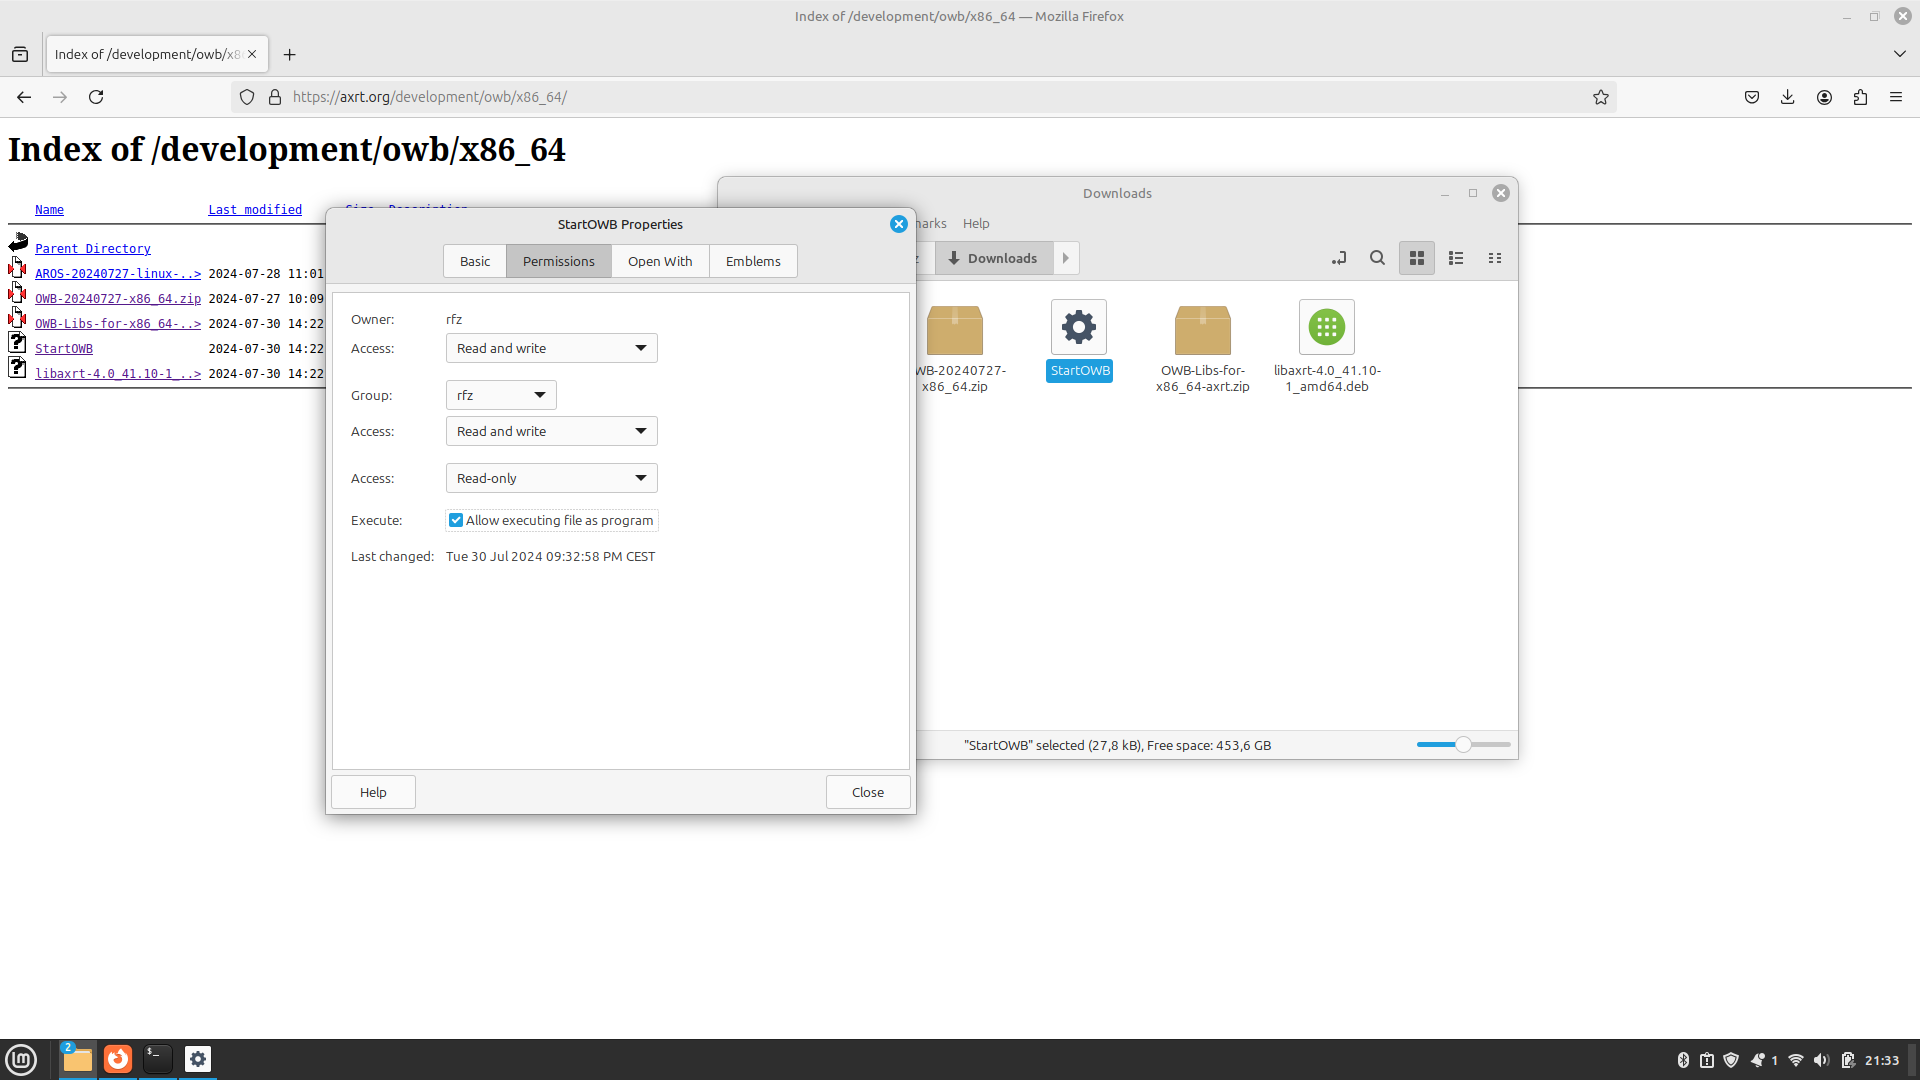 Index of /development/owb/x86_64 — Mozilla Firefox
Index of /development/owb/x8
https://axrt.org/development/owb/x86_64/
Index of /development/owb/x86_64
Name Last modified Size Description
Parent Directory
AROS-20240727-linux-..> 2024-07-28 11:01
OWB-20240727-x86_64.zip 2024-07-27 10:09
OWB-Libs-for-x86_64-..> 2024-07-30 14:22
StartOWB 2024-07-30 14:22
libaxrt-4.0_41.10-1_..> 2024-07-30 14:22
StartOWB Properties
Basic Permissions Open With Emblems
Owner: rfz
Access: Read and write
Group: rfz
Access: Read and write
Access: Read-only
Execute: Allow executing file as program
Last changed: Tue 30 Jul 2024 09:32:58 PM CEST
Help Close
Downloads
marks Help
Downloads
WB-20240727-
x86_64.zip
StartOWB
OWB-Libs-for-
x86_64-axrt.zip
libaxrt-4.0_41.10-
1_amd64.deb
"StartOWB" selected (27,8 kB), Free space: 453,6 GB
2
1
21:33